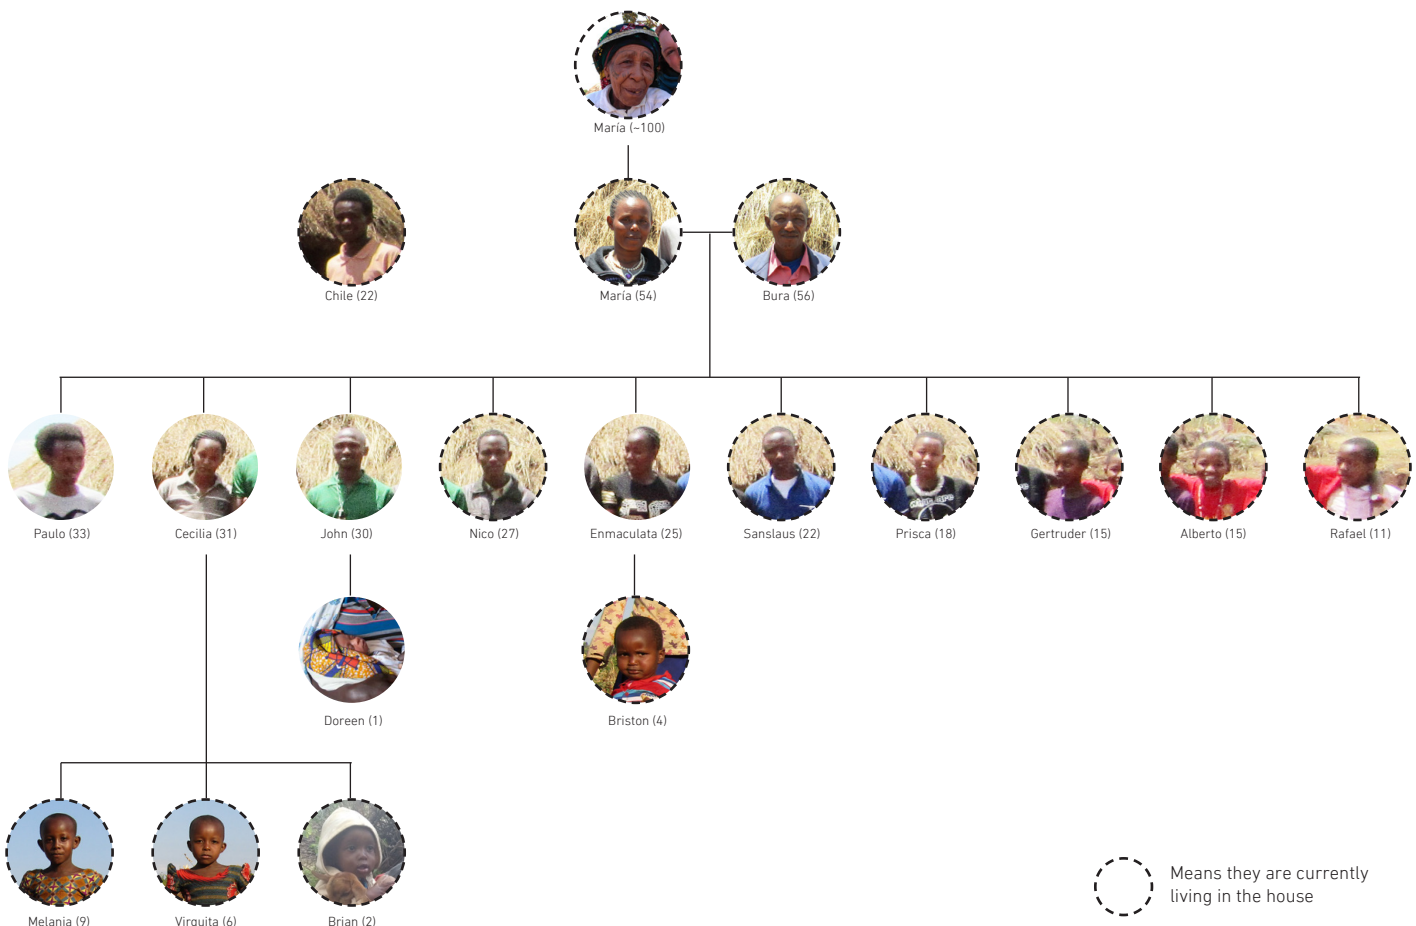 María (~100)
Chile (22)
María (54)
Bura (56)
Paulo (33)
Cecilia (31)
John (30)
Nico (27)
Enmaculata (25)
Sanslaus (22)
Prisca (18)
Gertruder (15)
Alberto (15)
Rafael (11)
Doreen (1)
Briston (4)
Melania (9)
Virguita (6)
Brian (2)
Means they are currently
living in the house